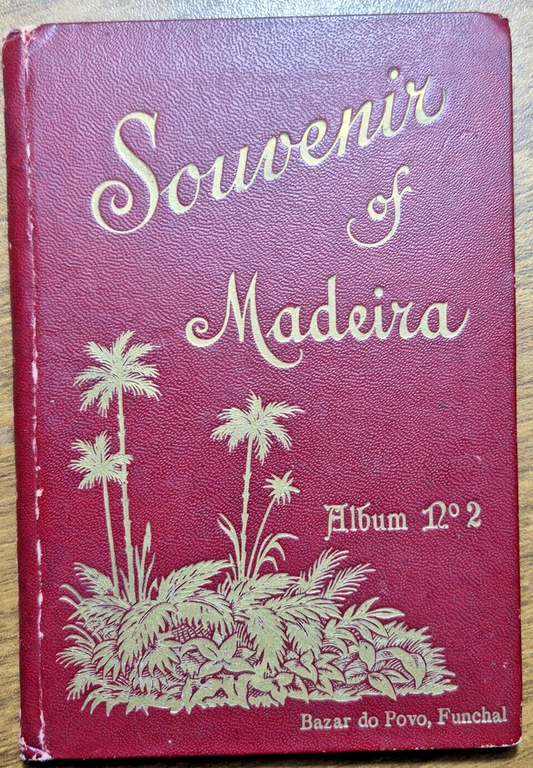 Souvenir
of
Madeira
Album Nº 2
Bazar do Povo, Funchal